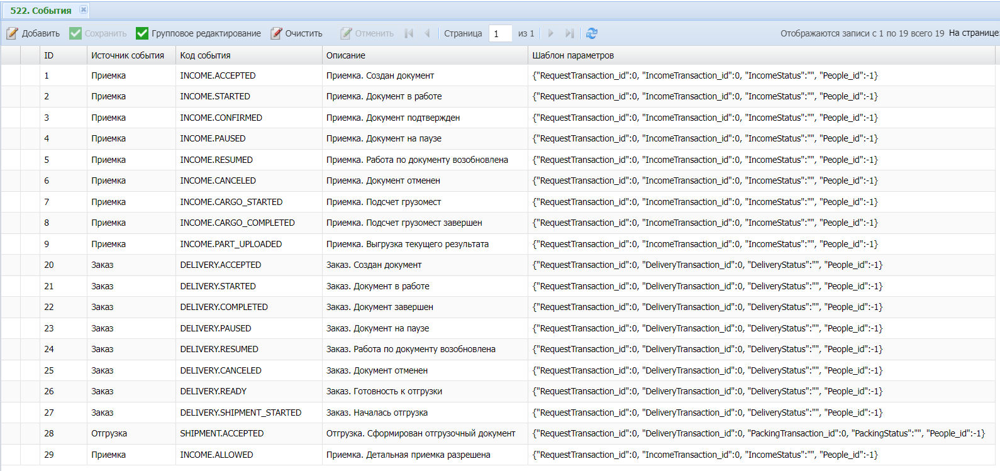 522. События
Добавить Сохранить Групповое редактирование Очистить Отменить Страница 1 из 1 Отображаются записи с 1 по 19 всего 19 На странице:
ID Источник события Код события Описание Шаблон параметров
1 Приемка INCOME.ACCEPTED Приемка. Создан документ {"RequestTransaction_id":0, "IncomeTransaction_id":0, "IncomeStatus":"", "People_id":-1}
2 Приемка INCOME.STARTED Приемка. Документ в работе {"RequestTransaction_id":0, "IncomeTransaction_id":0, "IncomeStatus":"", "People_id":-1}
3 Приемка INCOME.CONFIRMED Приемка. Документ подтвержден {"RequestTransaction_id":0, "IncomeTransaction_id":0, "IncomeStatus":"", "People_id":-1}
4 Приемка INCOME.PAUSED Приемка. Документ на паузе {"RequestTransaction_id":0, "IncomeTransaction_id":0, "IncomeStatus":"", "People_id":-1}
5 Приемка INCOME.RESUMED Приемка. Работа по документу возобновлена {"RequestTransaction_id":0, "IncomeTransaction_id":0, "IncomeStatus":"", "People_id":-1}
6 Приемка INCOME.CANCELED Приемка. Документ отменен {"RequestTransaction_id":0, "IncomeTransaction_id":0, "IncomeStatus":"", "People_id":-1}
7 Приемка INCOME.CARGO_STARTED Приемка. Подсчет грузомест {"RequestTransaction_id":0, "IncomeTransaction_id":0, "IncomeStatus":"", "People_id":-1}
8 Приемка INCOME.CARGO_COMPLETED Приемка. Подсчет грузомест завершен {"RequestTransaction_id":0, "IncomeTransaction_id":0, "IncomeStatus":"", "People_id":-1}
9 Приемка INCOME.PART_UPLOADED Приемка. Выгрузка текущего результата {"RequestTransaction_id":0, "IncomeTransaction_id":0, "IncomeStatus":"", "People_id":-1}
20 Заказ DELIVERY.ACCEPTED Заказ. Создан документ {"RequestTransaction_id":0, "DeliveryTransaction_id":0, "DeliveryStatus":"", "People_id":-1}
21 Заказ DELIVERY.STARTED Заказ. Документ в работе {"RequestTransaction_id":0, "DeliveryTransaction_id":0, "DeliveryStatus":"", "People_id":-1}
22 Заказ DELIVERY.COMPLETED Заказ. Документ завершен {"RequestTransaction_id":0, "DeliveryTransaction_id":0, "DeliveryStatus":"", "People_id":-1}
23 Заказ DELIVERY.PAUSED Заказ. Документ на паузе {"RequestTransaction_id":0, "DeliveryTransaction_id":0, "DeliveryStatus":"", "People_id":-1}
24 Заказ DELIVERY.RESUMED Заказ. Работа по документу возобновлена {"RequestTransaction_id":0, "DeliveryTransaction_id":0, "DeliveryStatus":"", "People_id":-1}
25 Заказ DELIVERY.CANCELED Заказ. Документ отменен {"RequestTransaction_id":0, "DeliveryTransaction_id":0, "DeliveryStatus":"", "People_id":-1}
26 Заказ DELIVERY.READY Заказ. Готовность к отгрузки {"RequestTransaction_id":0, "DeliveryTransaction_id":0, "DeliveryStatus":"", "People_id":-1}
27 Заказ DELIVERY.SHIPMENT_STARTED Заказ. Началась отгрузка {"RequestTransaction_id":0, "DeliveryTransaction_id":0, "DeliveryStatus":"", "People_id":-1}
28 Отгрузка SHIPMENT.ACCEPTED Отгрузка. Сформирован отгрузочный документ {"RequestTransaction_id":0, "DeliveryTransaction_id":0, "PackingTransaction_id":0, "PackingStatus":"", "People_id":-1}
29 Приемка INCOME.ALLOWED Приемка. Детальная приемка разрешена {"RequestTransaction_id":0, "IncomeTransaction_id":0, "IncomeStatus":"", "People_id":-1}